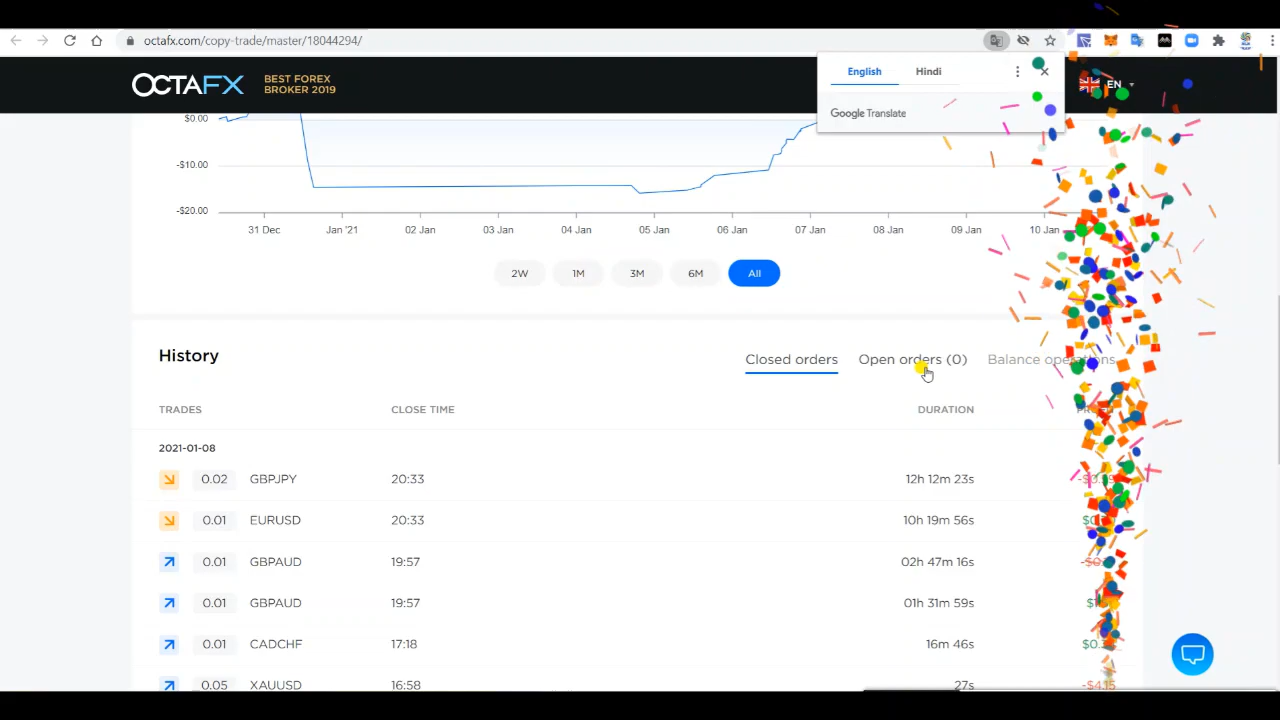 octafx.com/copy-trade/master/18044294/
OCTAFX
BEST FOREX
BROKER 2019
English Hindi
Google Translate
EN
$0.00
-$10.00
-$20.00
31 Dec Jan '21 02 Jan 03 Jan 04 Jan 05 Jan 06 Jan 07 Jan 08 Jan 09 Jan 10 Jan
2W 1M 3M 6M All
History
Closed orders Open orders (0) Balance operations
TRADES CLOSE TIME DURATION
2021-01-08
0.02 GBPJPY 20:33 12h 12m 23s
0.01 EURUSD 20:33 10h 19m 56s
0.01 GBPAUD 19:57 02h 47m 16s
0.01 GBPAUD 19:57 01h 31m 59s
0.01 CADCHF 17:18 16m 46s
0.05 XAUUSD 16:58 27s -$4.15